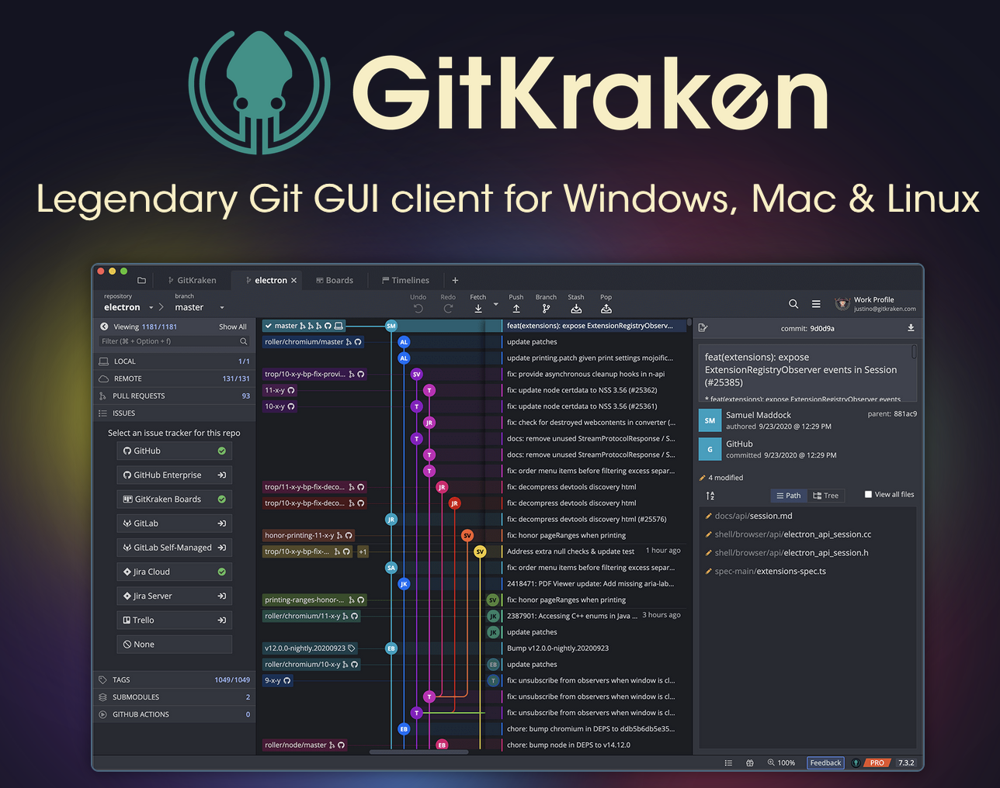 GitKraken
Legendary Git GUI client for Windows, Mac & Linux
GitKraken
electron
Boards
Timelines
repository
electron
branch
master
Undo
Redo
Fetch
Push
Branch
Stash
Pop
Work Profile
justino@gitkraken.com
Viewing 1181/1181 Show All
Filter (⌘ + Option + f)
LOCAL 1/1
REMOTE 131/131
PULL REQUESTS 93
ISSUES
Select an issue tracker for this repo
GitHub
GitHub Enterprise
GitKraken Boards
GitLab
GitLab Self-Managed
Jira Cloud
Jira Server
Trello
None
TAGS 1049/1049
SUBMODULES 2
GITHUB ACTIONS 0
master SM feat(extensions): expose ExtensionRegistryObserv...
roller/chromium/master AL update patches
AL update printing.patch given print settings mojofic...
trop/10-x-y-bp-fix-provi... SV fix: provide asynchronous cleanup hooks in n-api
11-x-y T fix: update node certdata to NSS 3.56 (#25362)
10-x-y T fix: update node certdata to NSS 3.56 (#25361)
JR fix: check for destroyed webcontents in converter (...
T docs: remove unused StreamProtocolResponse / S...
T docs: remove unused StreamProtocolResponse / S...
T fix: order menu items before filtering excess separ...
trop/11-x-y-bp-fix-deco... JR fix: decompress devtools discovery html
trop/10-x-y-bp-fix-deco... JR fix: decompress devtools discovery html
JR fix: decompress devtools discovery html (#25576)
honor-printing-11-x-y SV fix: honor pageRanges when printing
trop/10-x-y-bp-fix-... +1 SV Address extra null checks & update test 1 hour ago
SA fix: order menu items before filtering excess separ...
JK 2418471: PDF Viewer update: Add missing aria-lab...
printing-ranges-honor-... SV fix: honor pageRanges when printing
roller/chromium/11-x-y JK 2387901: Accessing C++ enums in Java ... 3 hours ago
JK update patches
v12.0.0-nightly.20200923 EB Bump v12.0.0-nightly.20200923
roller/chromium/10-x-y EB update patches
9-x-y T fix: unsubscribe from observers when window is cl...
T fix: unsubscribe from observers when window is cl...
T fix: unsubscribe from observers when window is cl...
EB chore: bump chromium in DEPS to ddb5b6db5e35...
roller/node/master EB chore: bump node in DEPS to v14.12.0
commit: 9d0d9a
feat(extensions): expose
ExtensionRegistryObserver events in Session
(#25385)
* feat(extensions): expose ExtensionRegistryObserver events
SM Samuel Maddock parent: 881ac9
authored 9/23/2020 @ 12:29 PM
G GitHub
committed 9/23/2020 @ 12:29 PM
4 modified
Path Tree View all files
docs/api/session.md
shell/browser/api/electron_api_session.cc
shell/browser/api/electron_api_session.h
spec-main/extensions-spec.ts
100% Feedback PRO 7.3.2